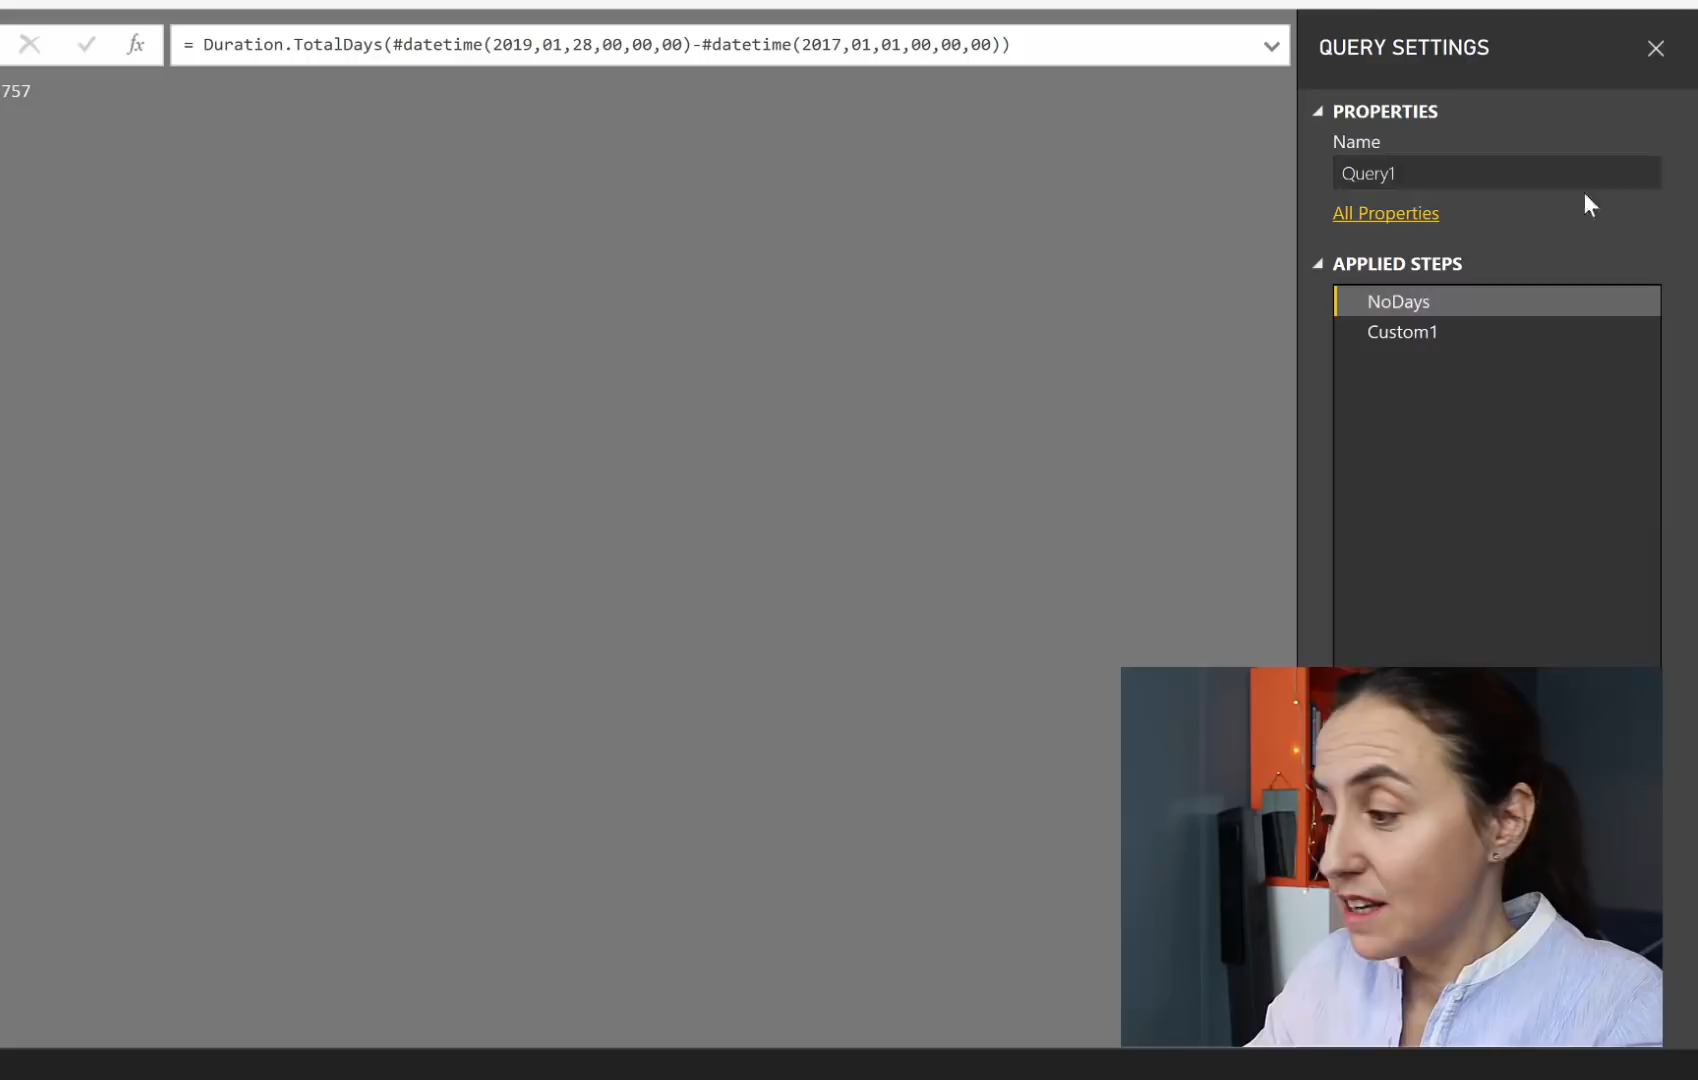 fx
= Duration.TotalDays(#datetime(2019,01,28,00,00,00)-#datetime(2017,01,01,00,00,00))
QUERY SETTINGS
757
PROPERTIES
Name
Query1
All Properties
APPLIED STEPS
NoDays
Custom1